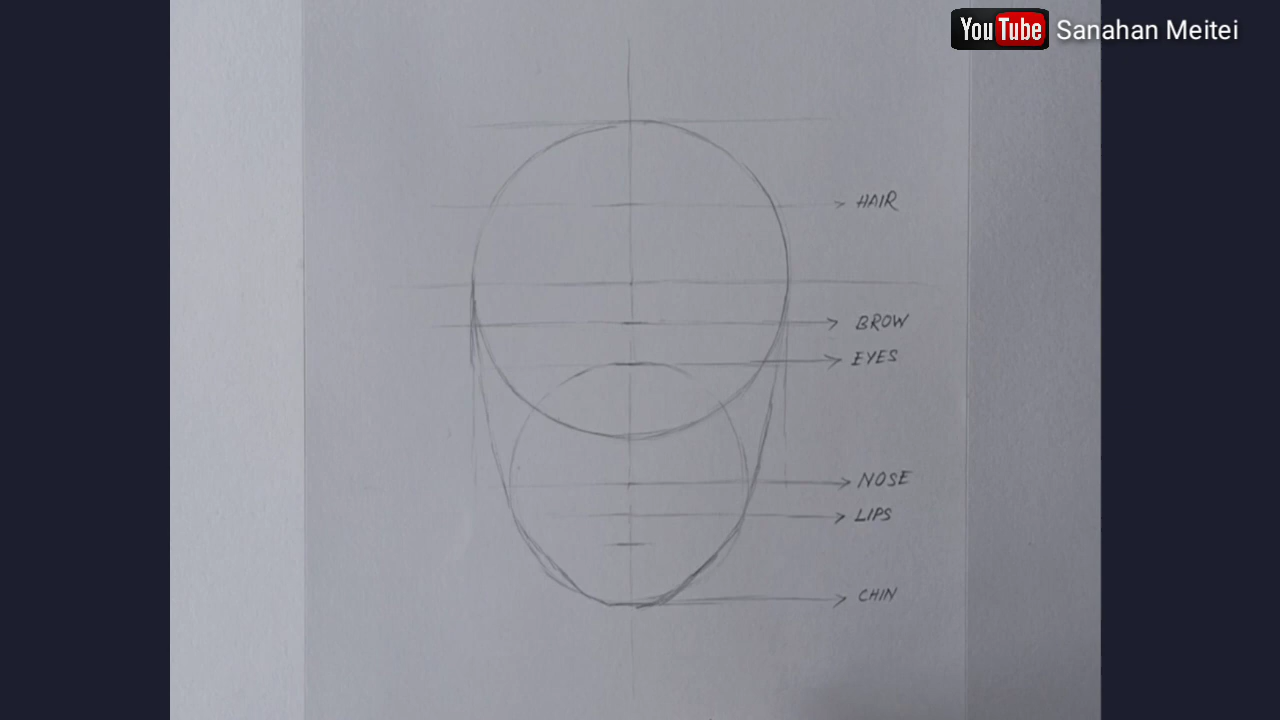 YouTube Sanahan Meitei
HAIR
BROW
EYES
NOSE
LIPS
CHIN